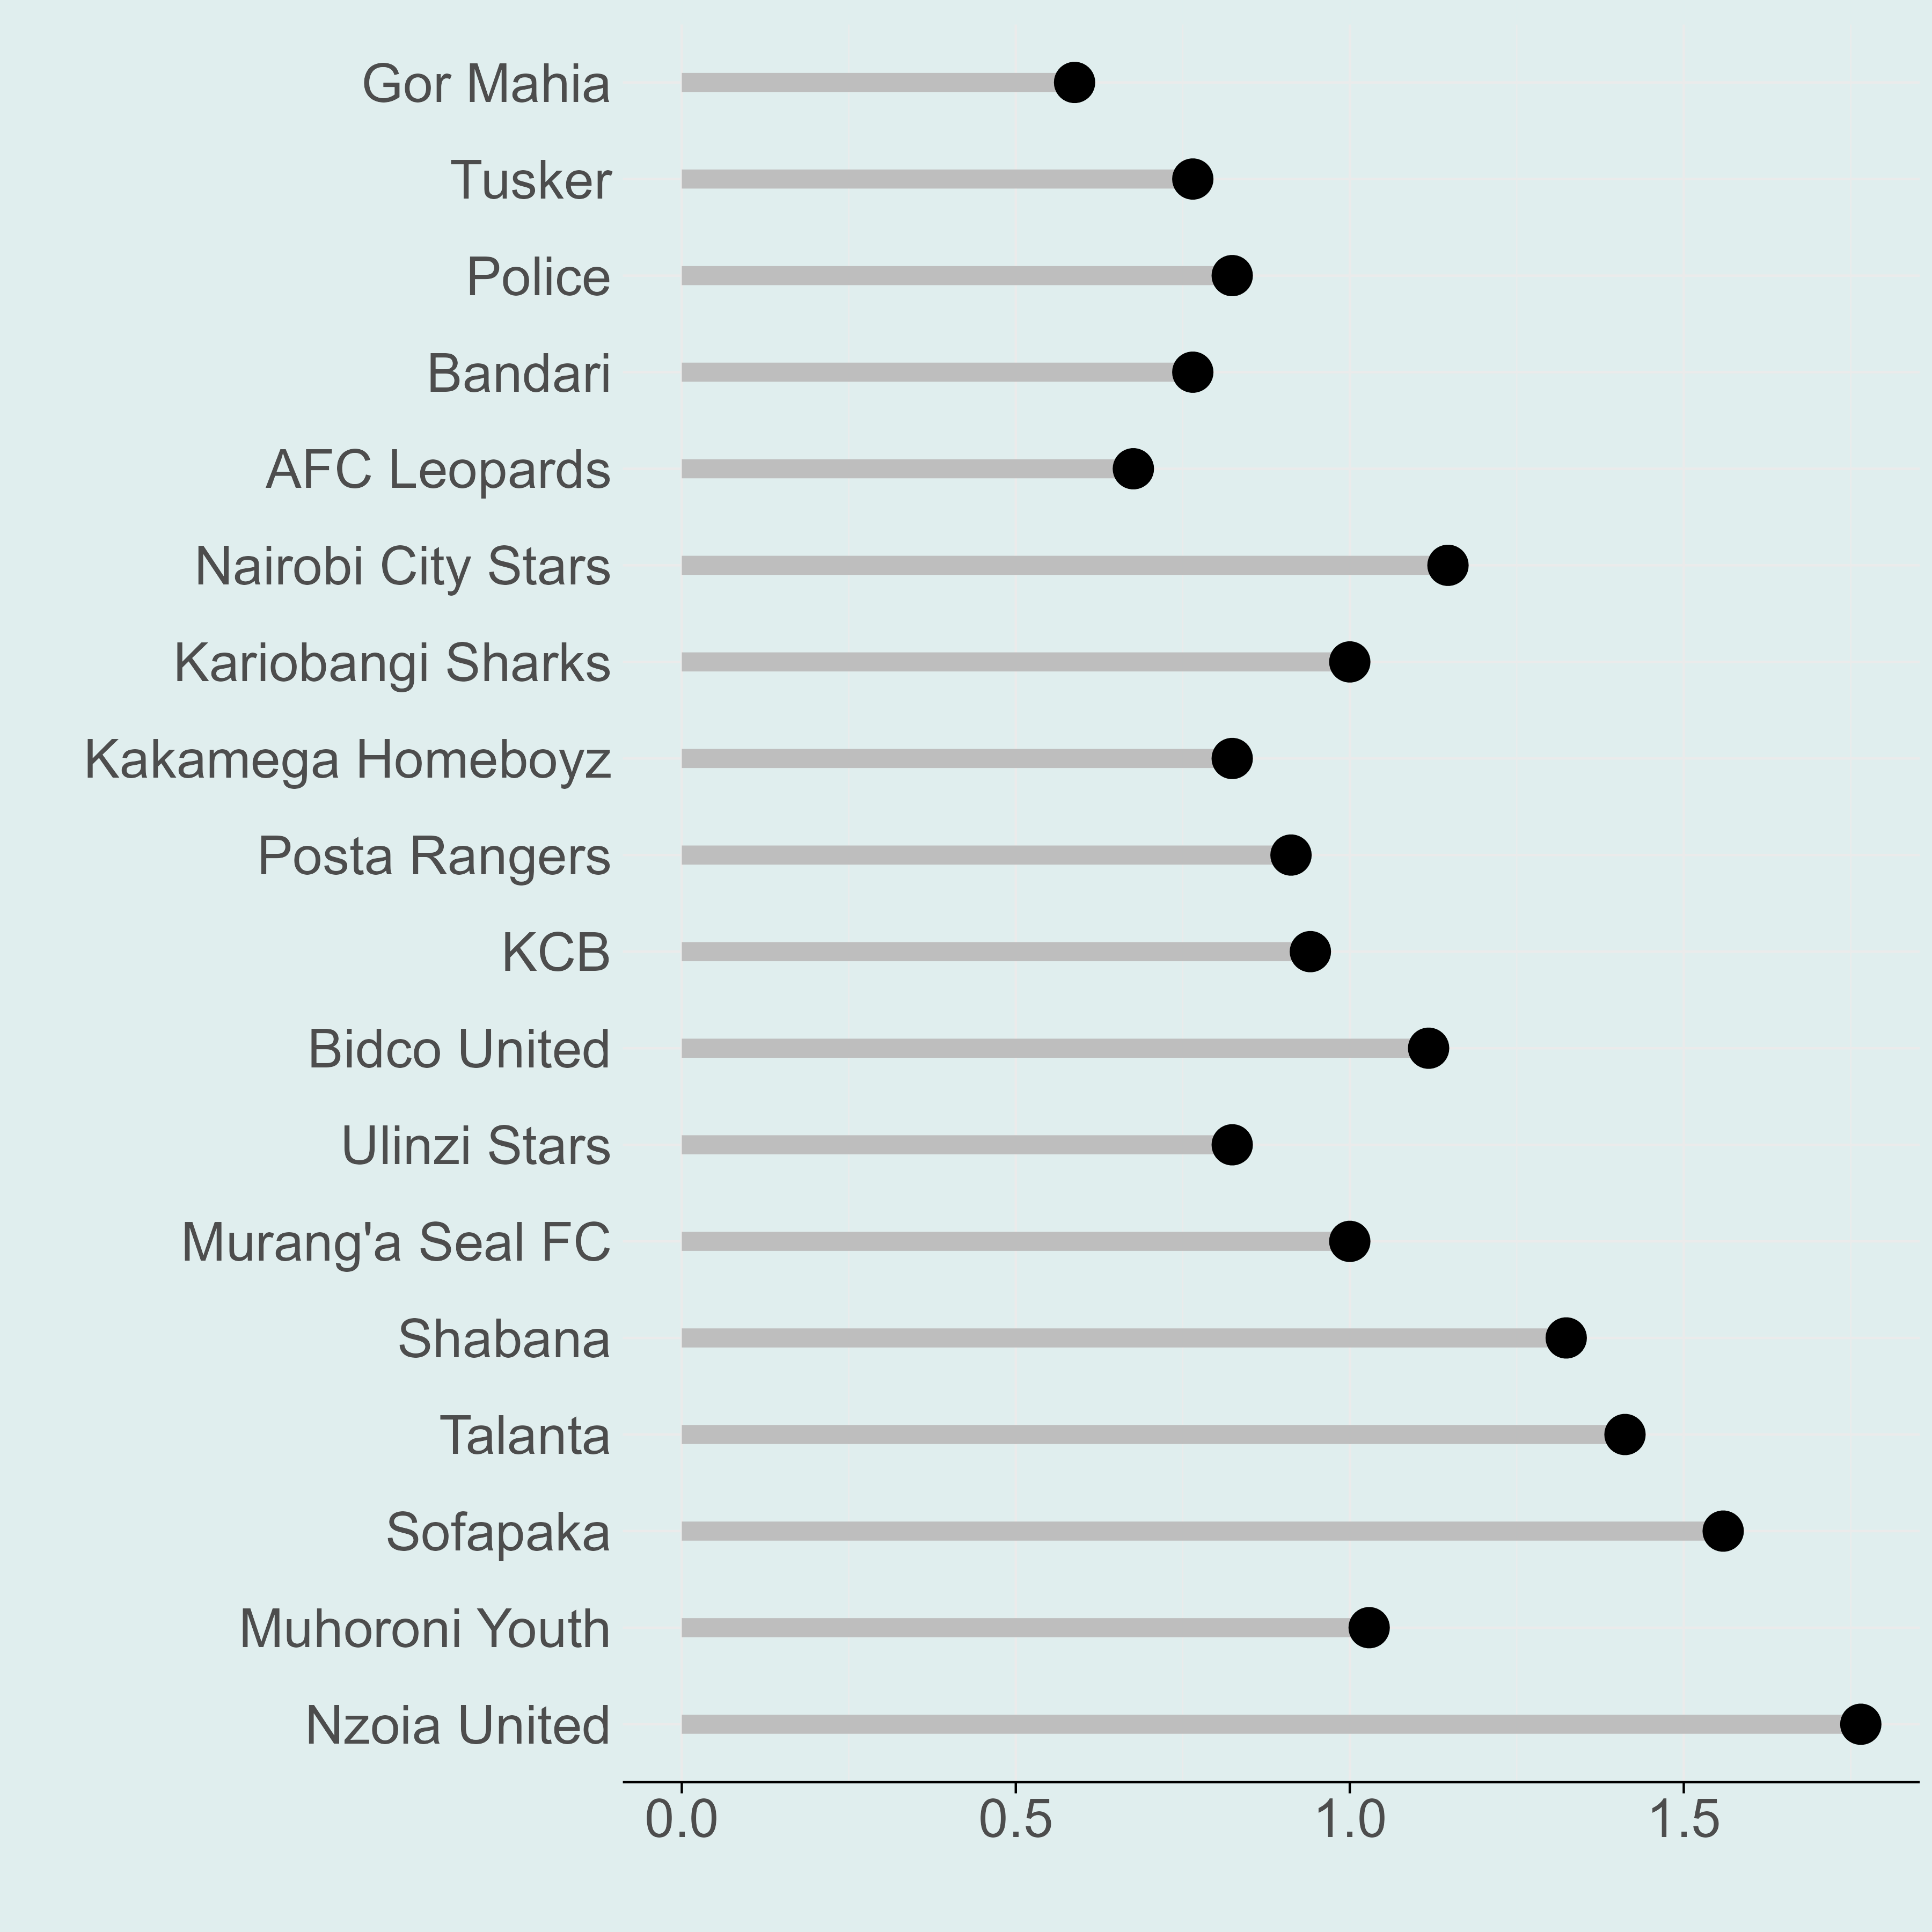 Gor Mahia
Tusker
Police
Bandari
AFC Leopards
Nairobi City Stars
Kariobangi Sharks
Kakamega Homeboyz
Posta Rangers
KCB
Bidco United
Ulinzi Stars
Murang'a Seal FC
Shabana
Talanta
Sofapaka
Muhoroni Youth
Nzoia United
0.0 0.5 1.0 1.5